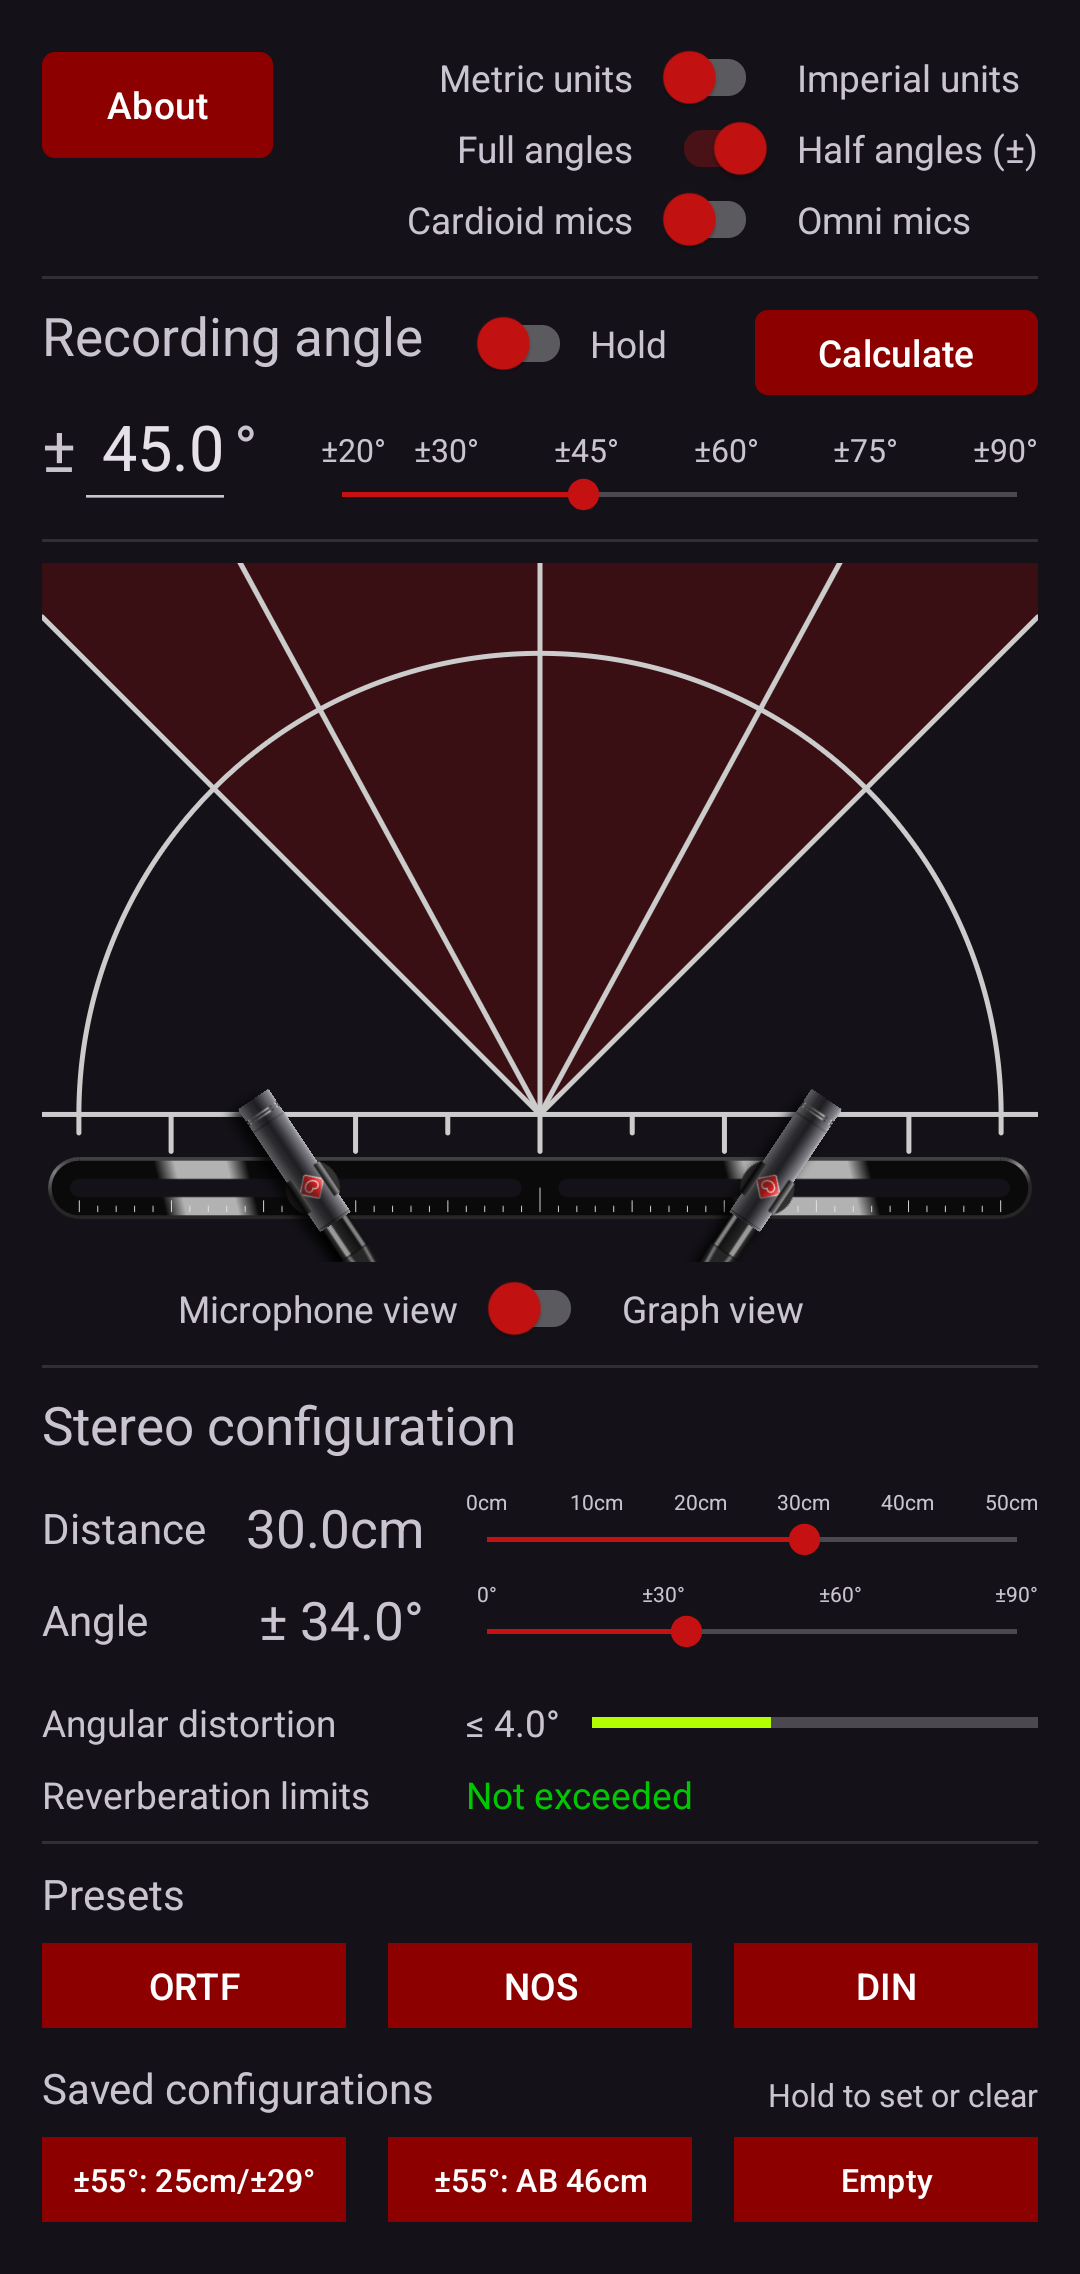 About
Metric units Imperial units
Full angles Half angles (±)
Cardioid mics Omni mics
Recording angle Hold Calculate
± 45.0 °
±20° ±30° ±45° ±60° ±75° ±90°
Microphone view Graph view
Stereo configuration
0cm 10cm 20cm 30cm 40cm 50cm
Distance 30.0cm
0° ±30° ±60° ±90°
Angle ± 34.0°
Angular distortion ≤ 4.0°
Reverberation limits Not exceeded
Presets
ORTF NOS DIN
Saved configurations Hold to set or clear
±55°: 25cm/±29° ±55°: AB 46cm Empty